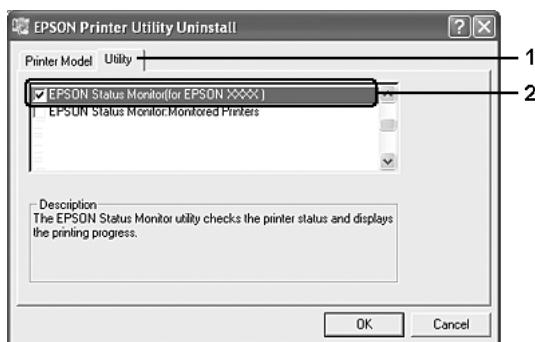 EPSON Printer Utility Uninstall
Printer Model Utility 1
EPSON Status Monitor(for EPSON XXXX ) 2
EPSON Status Monitor:Monitored Printers
Description
The EPSON Status Monitor utility checks the printer status and displays
the printing progress.
OK Cancel